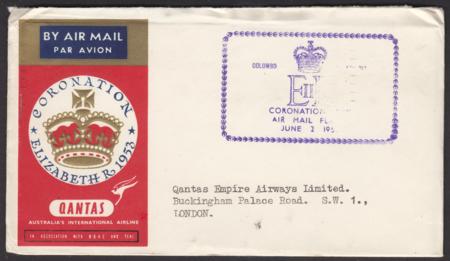 BY AIR MAIL
PAR AVION
CORONATION
ELIZABETH R. 1953
QANTAS
AUSTRALIA'S INTERNATIONAL AIRLINE
IN ASSOCIATION WITH B.O.A.C. AND TEAL
COLOMBO
E II R
CORONATION
AIR MAIL
JUNE 2
Qantas Empire Airways Limited.
Buckingham Palace Road. S.W. 1.,
LONDON.